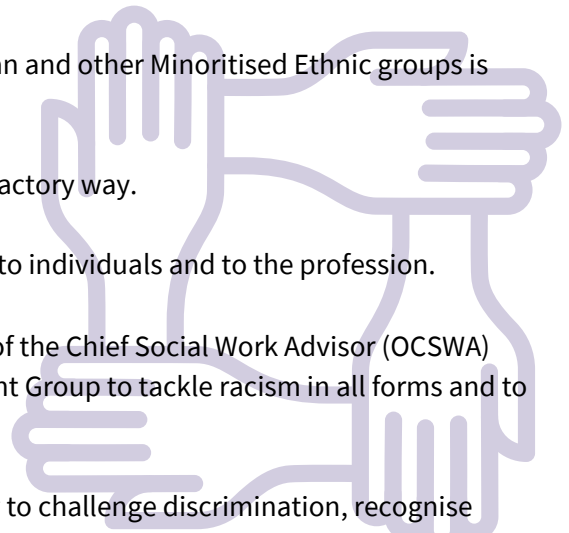 an and other Minoritised Ethnic groups is
factory way.
to individuals and to the profession.
of the Chief Social Work Advisor (OCSWA)
nt Group to tackle racism in all forms and to
to challenge discrimination, recognise